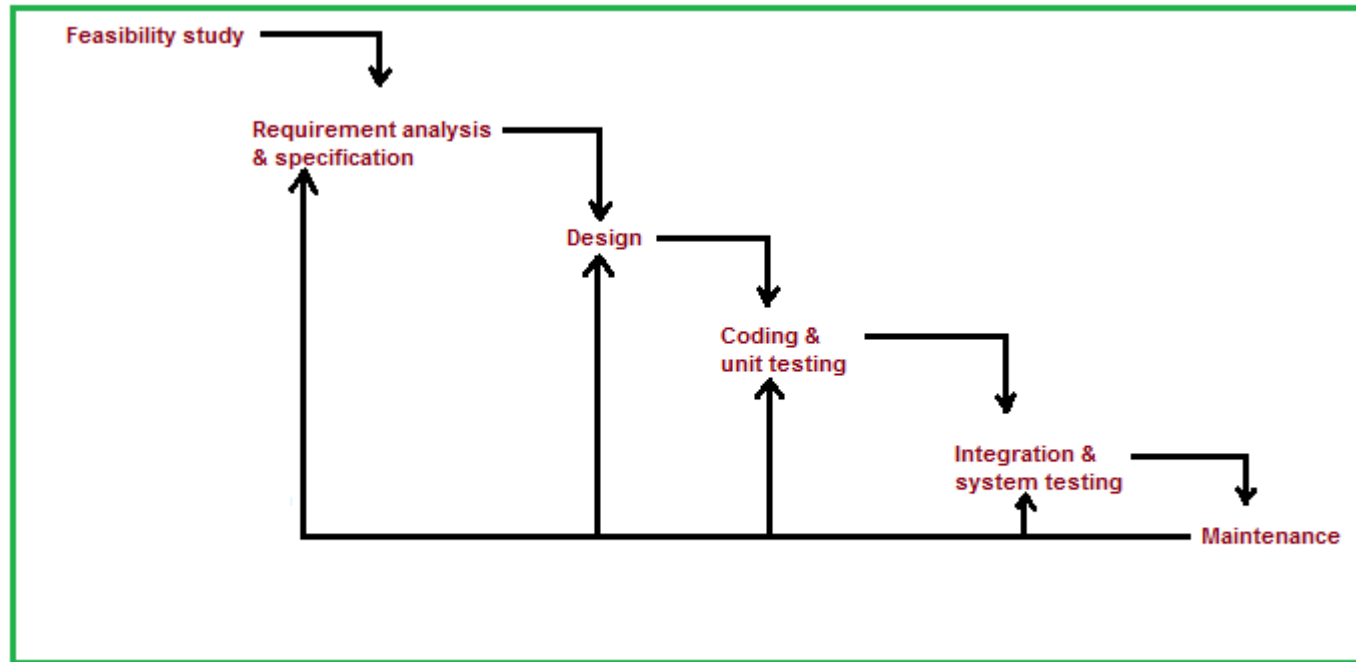 Feasibility study
Requirement analysis
& specification
Design
Coding &
unit testing
Integration &
system testing
Maintenance